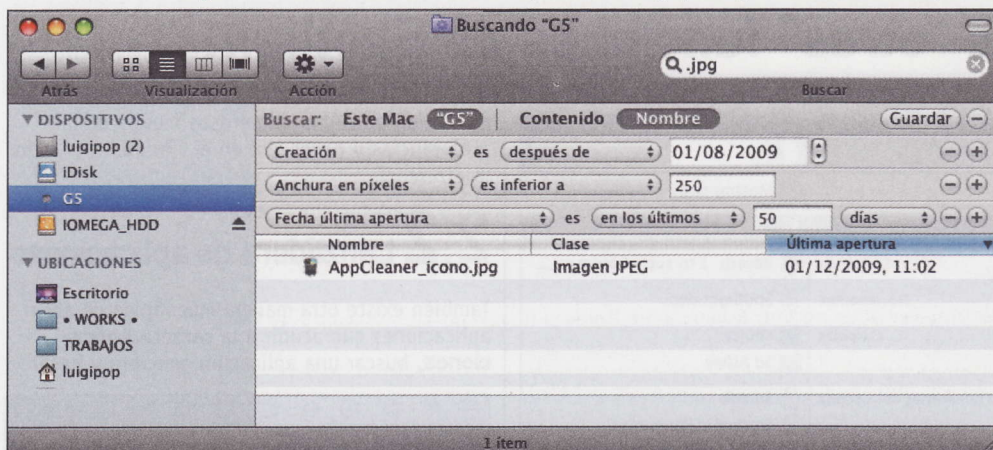 Buscando “G5”
.jpg
Atrás Visualización Acción Buscar
DISPOSITIVOS
luigipop (2)
iDisk
G5
IOMEGA_HDD
UBICACIONES
Escritorio
• WORKS •
TRABAJOS
luigipop
Buscar: Este Mac “G5” Contenido Nombre Guardar
Creación es después de 01/08/2009
Anchura en píxeles es inferior a 250
Fecha última apertura es en los últimos 50 días
Nombre Clase Última apertura
AppCleaner_icono.jpg Imagen JPEG 01/12/2009, 11:02
1 ítem